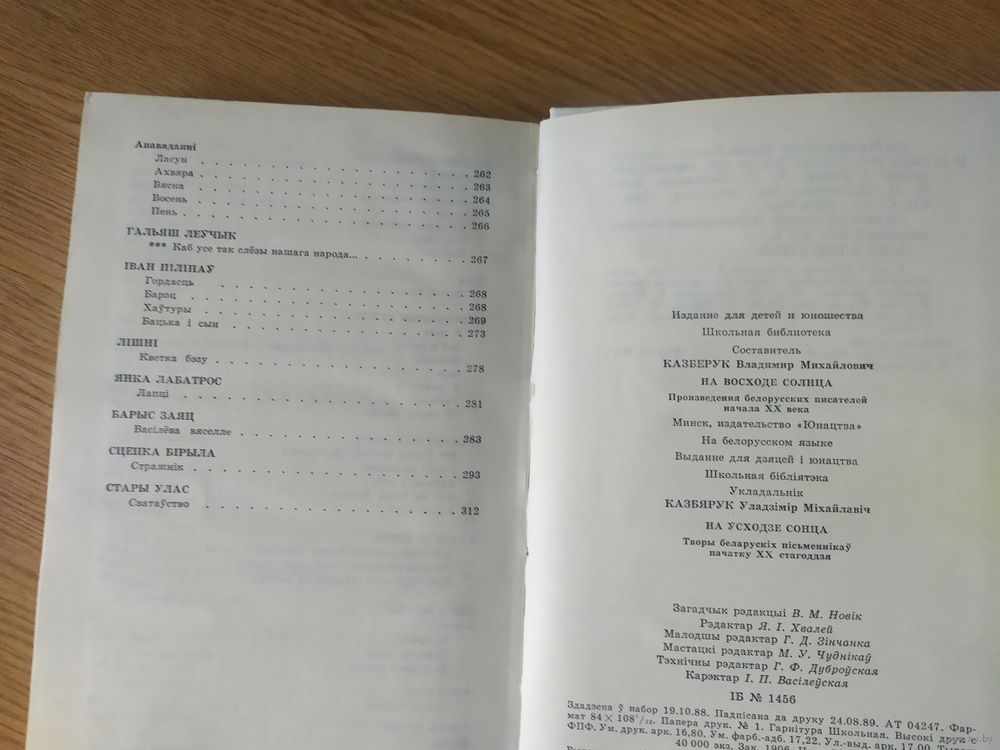 Апавяданні
Ласун . . . . . . . . . . . . . . . . . 262
Ахвяра . . . . . . . . . . . . . . . . . 263
Вясна . . . . . . . . . . . . . . . . . 264
Восень . . . . . . . . . . . . . . . . . 265
Пень . . . . . . . . . . . . . . . . . 266
ГАЛЬЯШ ЛЕЎЧЫК
*** Каб усе так слёзы нашага народа... . . . . . . . 267
ІВАН ПІЛІПАЎ
Гордасць . . . . . . . . . . . . . . . . . 268
Барэц . . . . . . . . . . . . . . . . . 268
Хаўтуры . . . . . . . . . . . . . . . . . 269
Бацька і сын . . . . . . . . . . . . . . . 273
ЛІШНІ
Кветка бэзу . . . . . . . . . . . . . . . 278
ЯНКА ЛАБАТРОС
Лапці . . . . . . . . . . . . . . . . . 281
БАРЫС ЗАЯЦ
Васілёва вяселле . . . . . . . . . . . . . 283
СЦЕПКА БІРЫЛА
Стражнік . . . . . . . . . . . . . . . . . 293
СТАРЫ УЛАС
Сватаўство . . . . . . . . . . . . . . . . 312
Издание для детей и юношества
Школьная библиотека
Составитель
КАЗБЕРУК Владимир Михайлович
НА ВОСХОДЕ СОЛНЦА
Произведения белорусских писателей
начала XX века
Минск, издательство «Юнацтва»
На белорусском языке
Выданне для дзяцей і юнацтва
Школьная бібліятэка
Укладальнік
КАЗБЯРУК Уладзімір Міхайлавіч
НА УСХОДЗЕ СОНЦА
Творы беларускіх пісьменнікаў
пачатку XX стагоддзя
Загадчык рэдакцыі В. М. Новік
Рэдактар Я. І. Хвалей
Малодшы рэдактар Г. Д. Зінчанка
Мастацкі рэдактар М. У. Чуднікаў
Тэхнічны рэдактар Г. Ф. Дуброўская
Карэктар І. П. Васілеўская
ІБ № 1456
Здадзена ў набор 19.10.88. Падпісана да друку 24.08.89. АТ 04247. Фар-
мат 84×108¹/₃₂. Папера друк. № 1. Гарнітура Школьная. Высокі друк с
ФПФ. Ум. друк. арк. 16,80. Ум. фарб.-адб. 17,22. Ул.-выд. арк. 17,00.
40 000 экз. Зак. 1906.